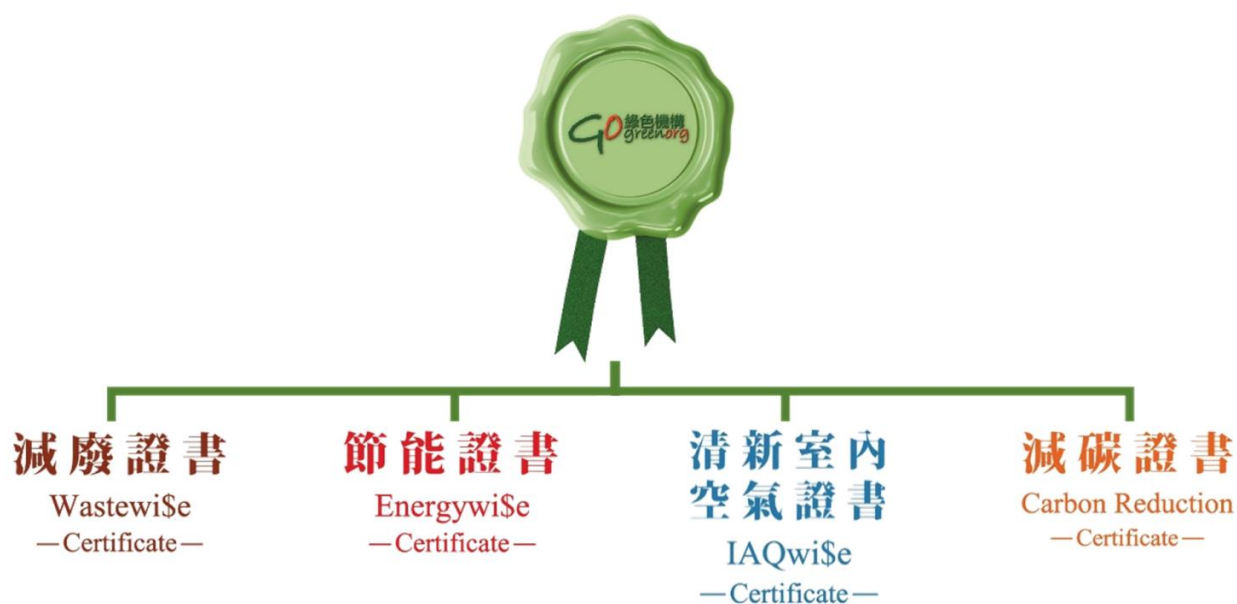 GO 綠色機構
greenorg
減廢證書
Wastewi$e
—Certificate—
節能證書
Energywi$e
—Certificate—
清新室內
空氣證書
IAQwi$e
—Certificate—
減碳證書
Carbon Reduction
—Certificate—